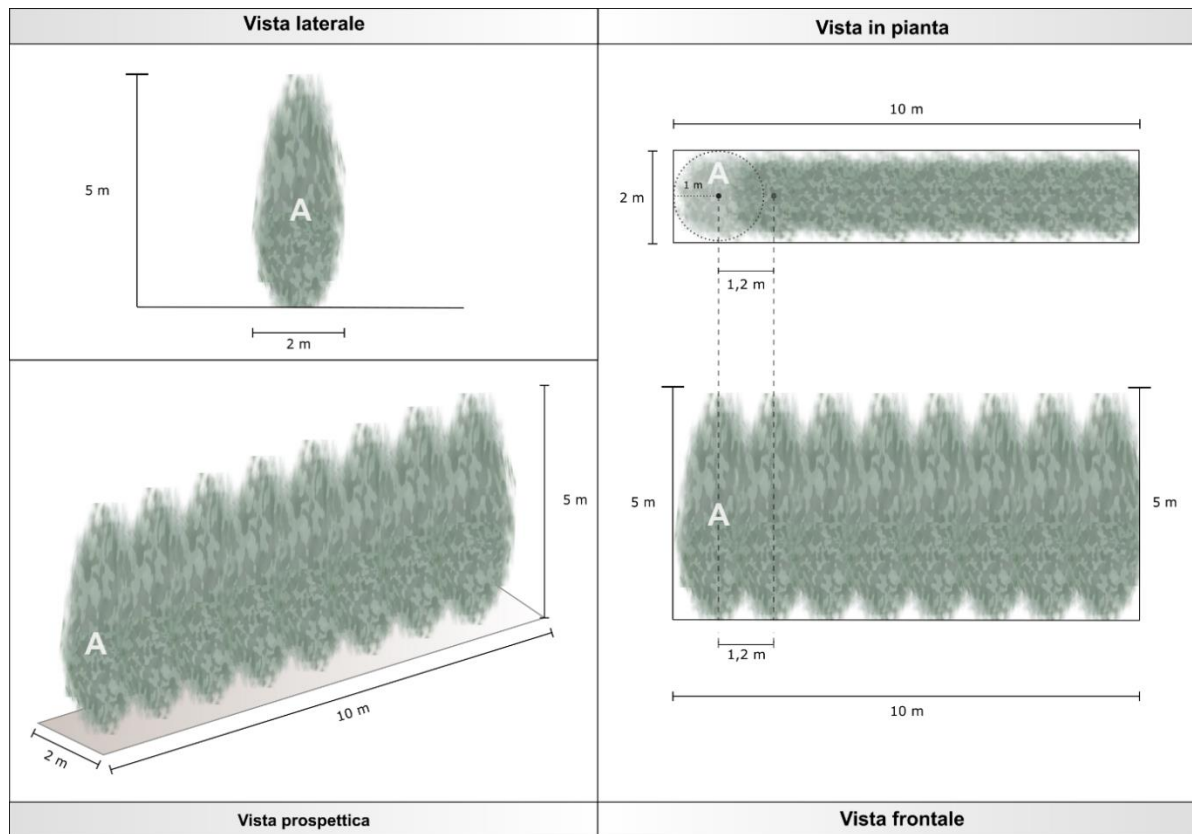 Vista laterale
5 m
A
2 m
Vista in pianta
10 m
2 m
A
1 m
1,2 m
5 m
A
5 m
1,2 m
10 m
Vista frontale
5 m
A
10 m
2 m
Vista prospettica